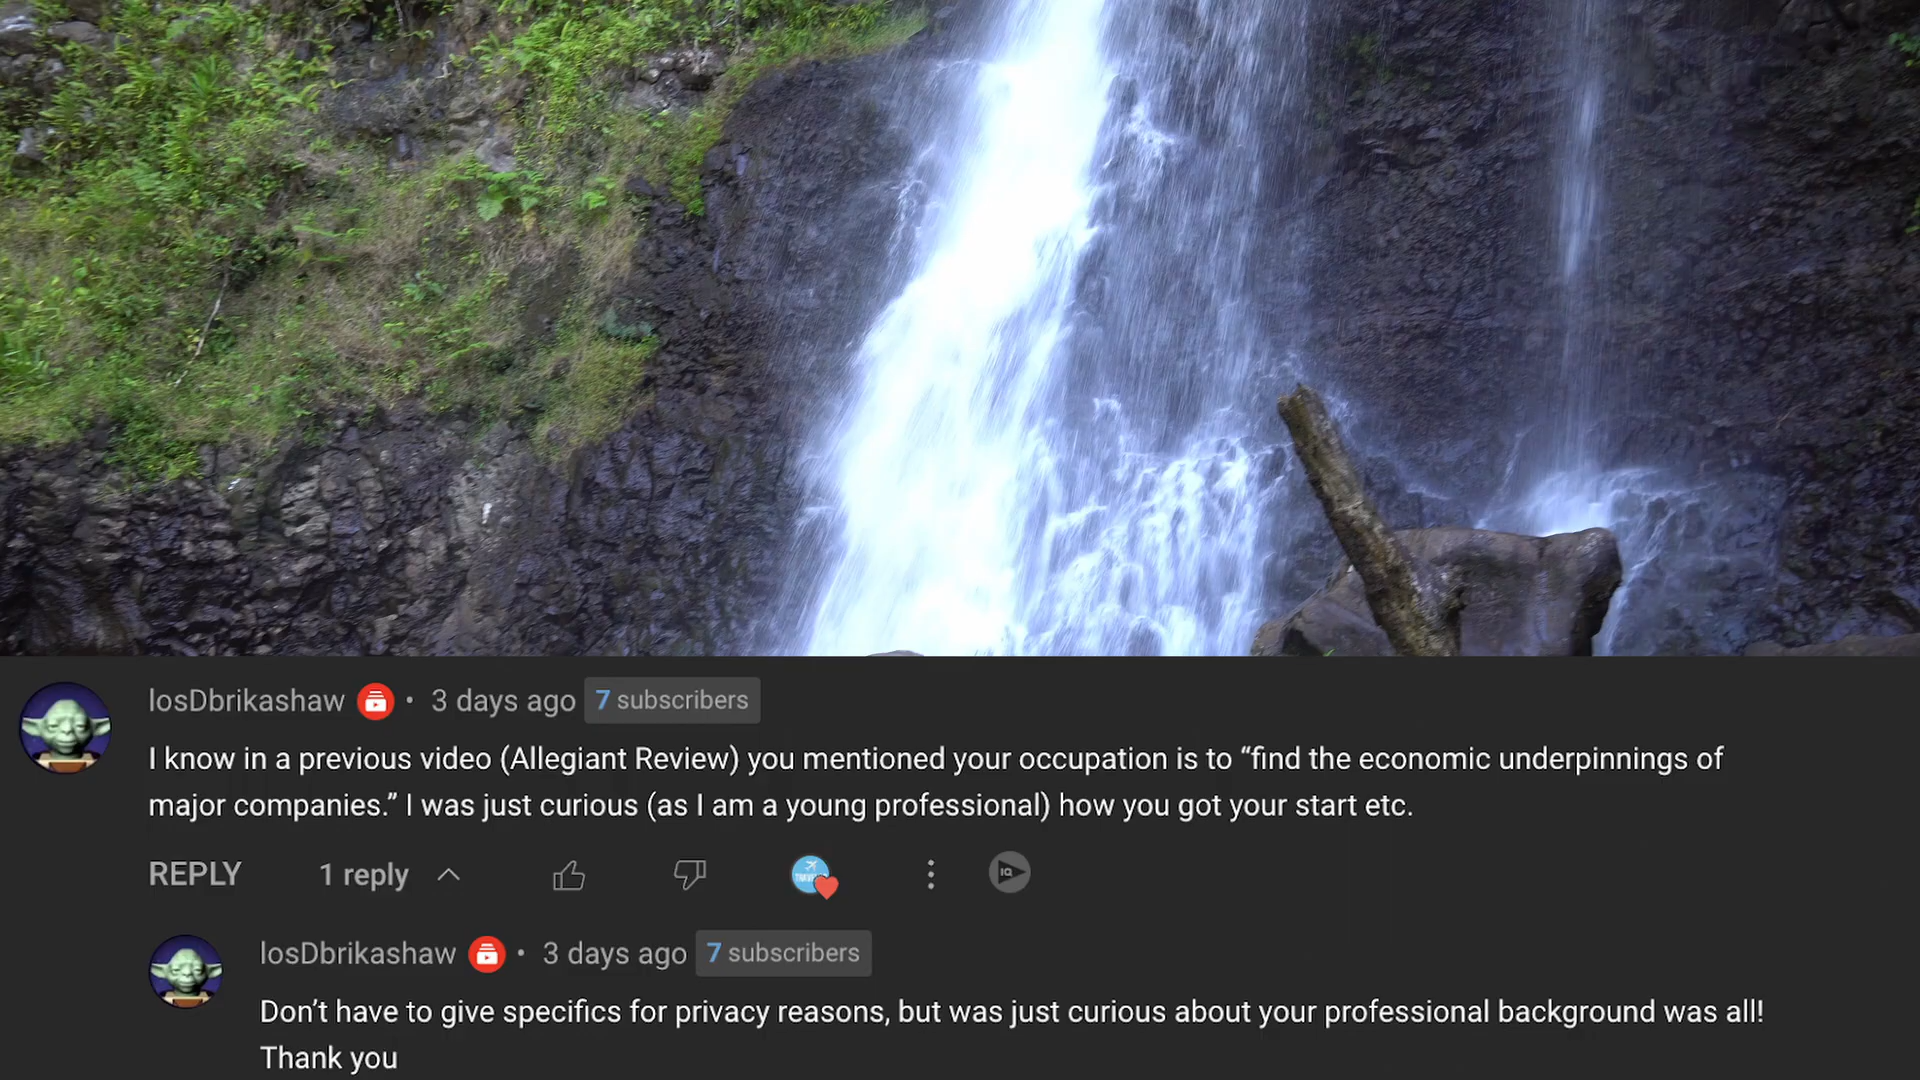 losDbrikashaw • 3 days ago 7 subscribers
I know in a previous video (Allegiant Review) you mentioned your occupation is to “find the economic underpinnings of
major companies.” I was just curious (as I am a young professional) how you got your start etc.
REPLY 1 reply
IQ
losDbrikashaw • 3 days ago 7 subscribers
Don’t have to give specifics for privacy reasons, but was just curious about your professional background was all!
Thank you